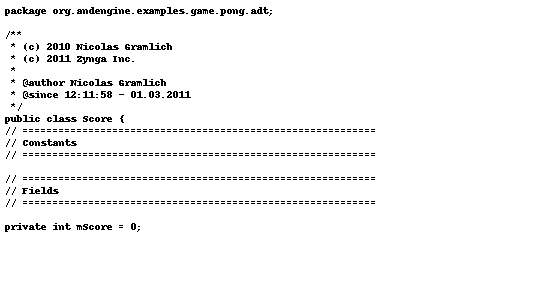 package org.andengine.examples.game.pong.adt;

/**
 * (c) 2010 Nicolas Gramlich
 * (c) 2011 Zynga Inc.
 *
 * @author Nicolas Gramlich
 * @since 12:11:58 - 01.03.2011
 */
public class Score {
// ===========================================================
// Constants
// ===========================================================

// ===========================================================
// Fields
// ===========================================================

private int mScore = 0;